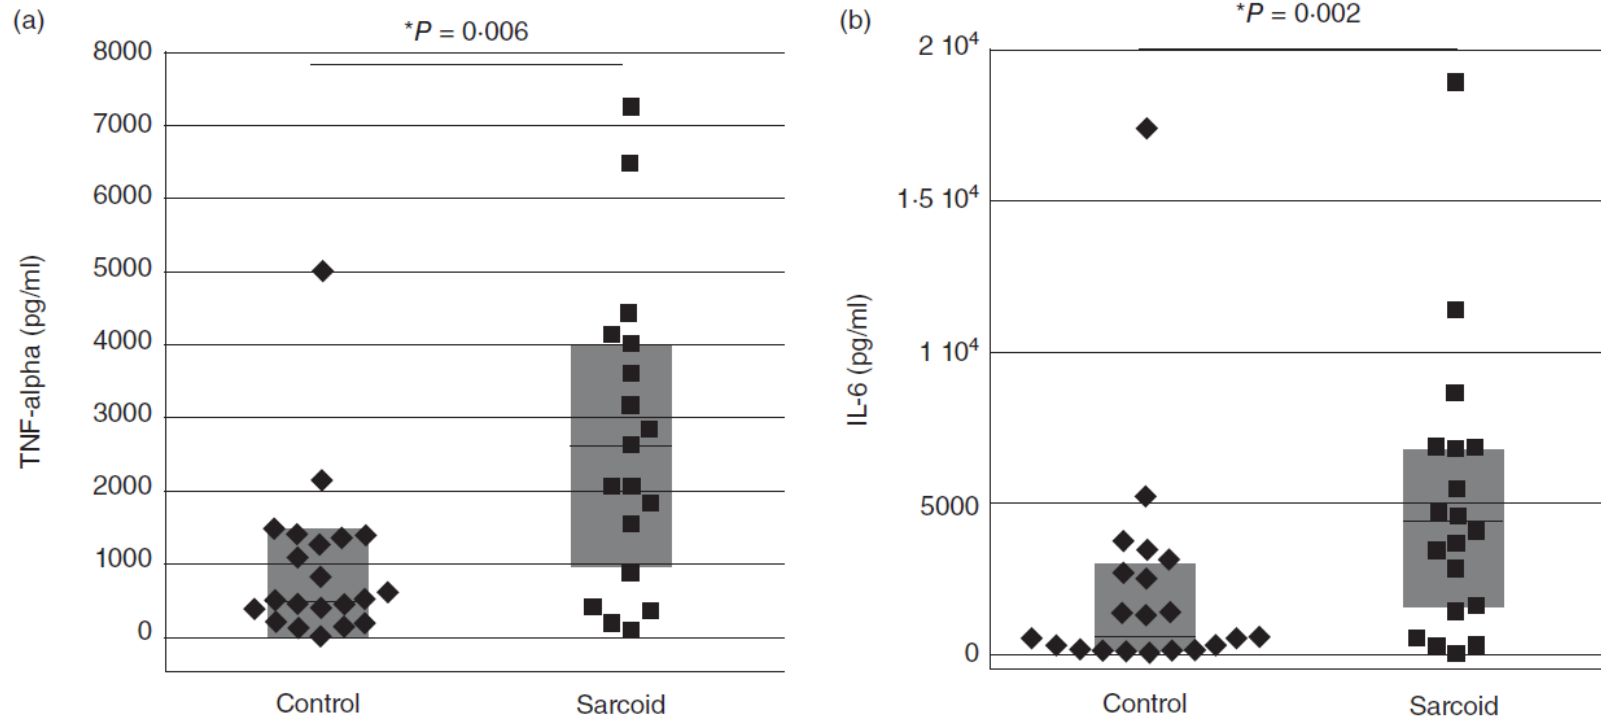 (a)
*P = 0·006
8000
7000
6000
5000
4000
3000
2000
1000
0
TNF-alpha (pg/ml)
Control Sarcoid
(b)
*P = 0·002
2 10⁴
1·5 10⁴
1 10⁴
5000
0
IL-6 (pg/ml)
Control Sarcoid